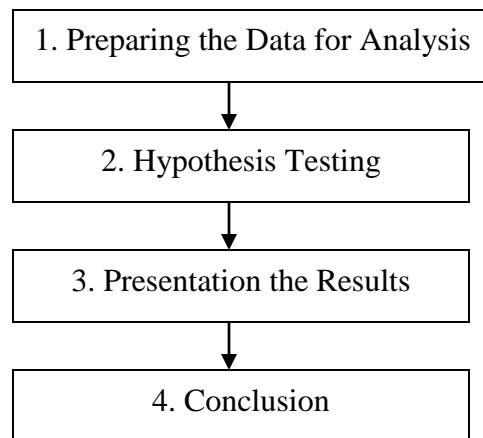 1. Preparing the Data for Analysis
2. Hypothesis Testing
3. Presentation the Results
4. Conclusion